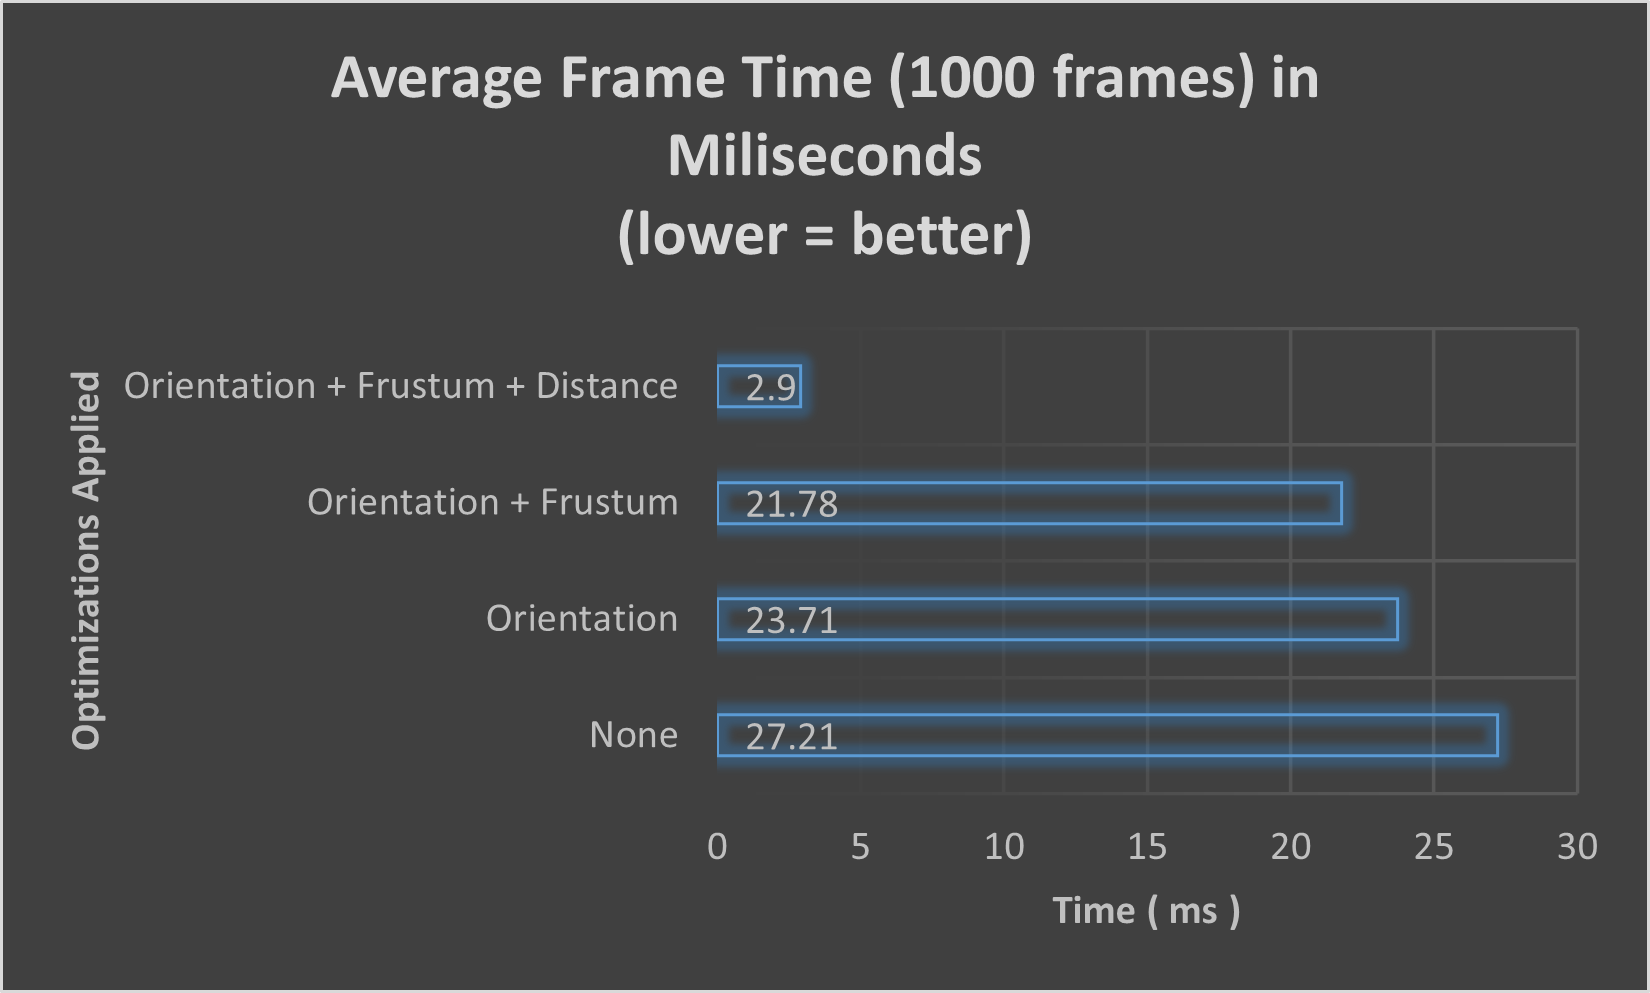 Average Frame Time (1000 frames) in
Miliseconds
(lower = better)
Optimizations Applied
Orientation + Frustum + Distance
2.9
Orientation + Frustum
21.78
Orientation
23.71
None
27.21
0 5 10 15 20 25 30
Time ( ms )